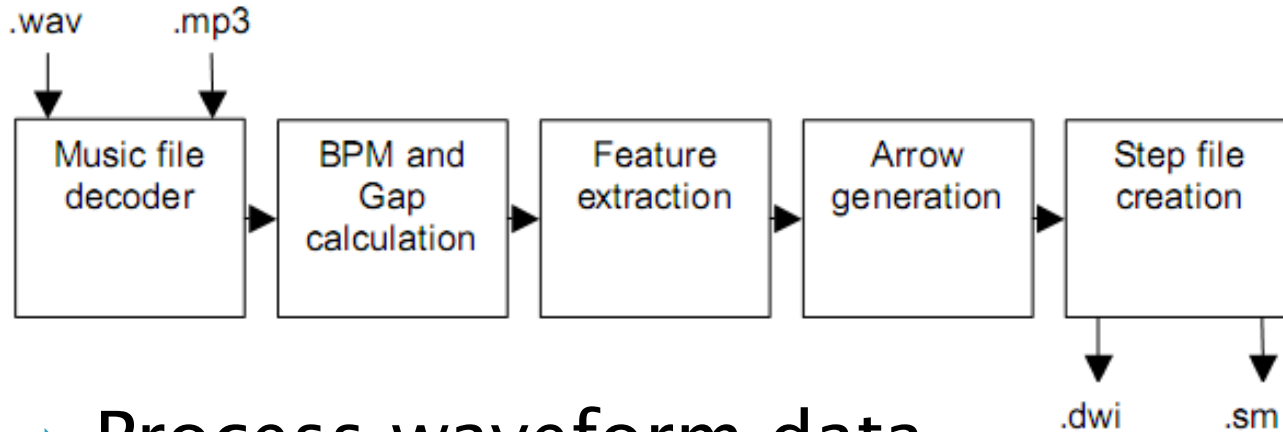 .wav
.mp3
Music file
decoder
BPM and
Gap
calculation
Feature
extraction
Arrow
generation
Step file
creation
.dwi
.sm
Process waveform data